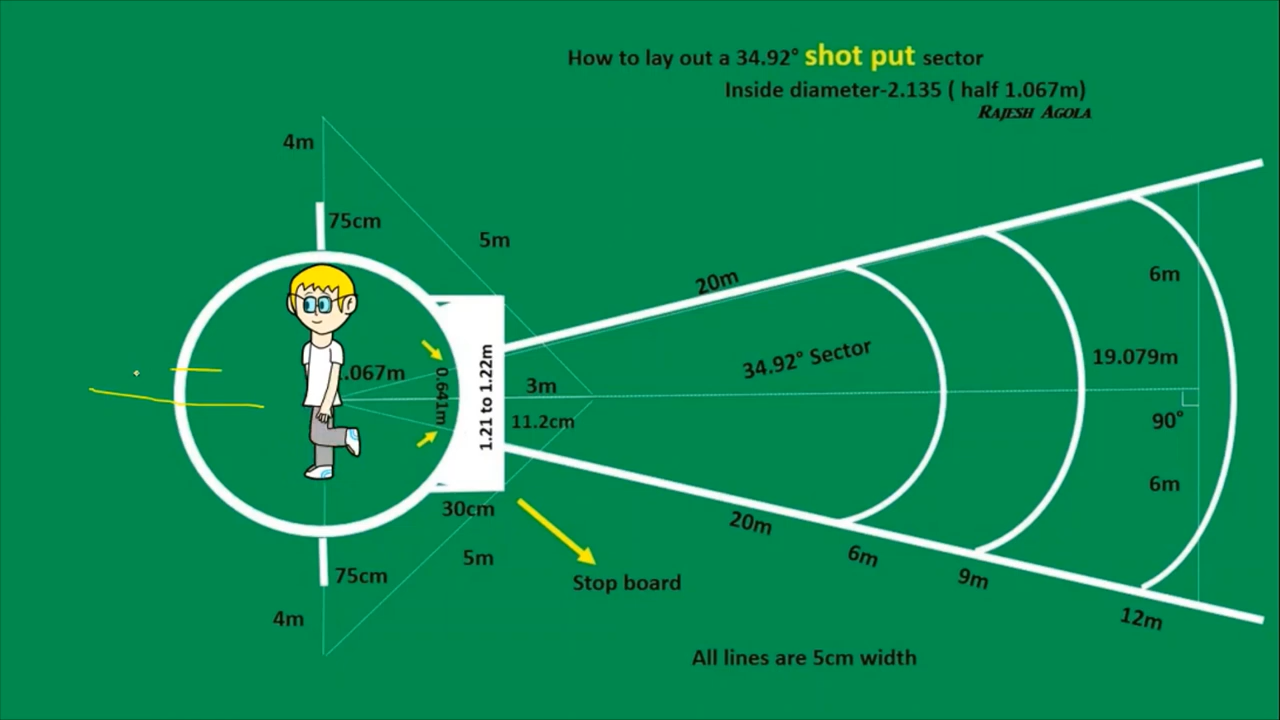 How to lay out a 34.92° shot put sector
Inside diameter-2.135 ( half 1.067m)
Rajesh Agola
4m
75cm
5m
20m
6m
34.92° Sector
19.079m
.067m
0.641m
1.21 to 1.22m
3m
11.2cm
90°
6m
30cm
20m
5m
6m
9m
12m
75cm
Stop board
4m
All lines are 5cm width